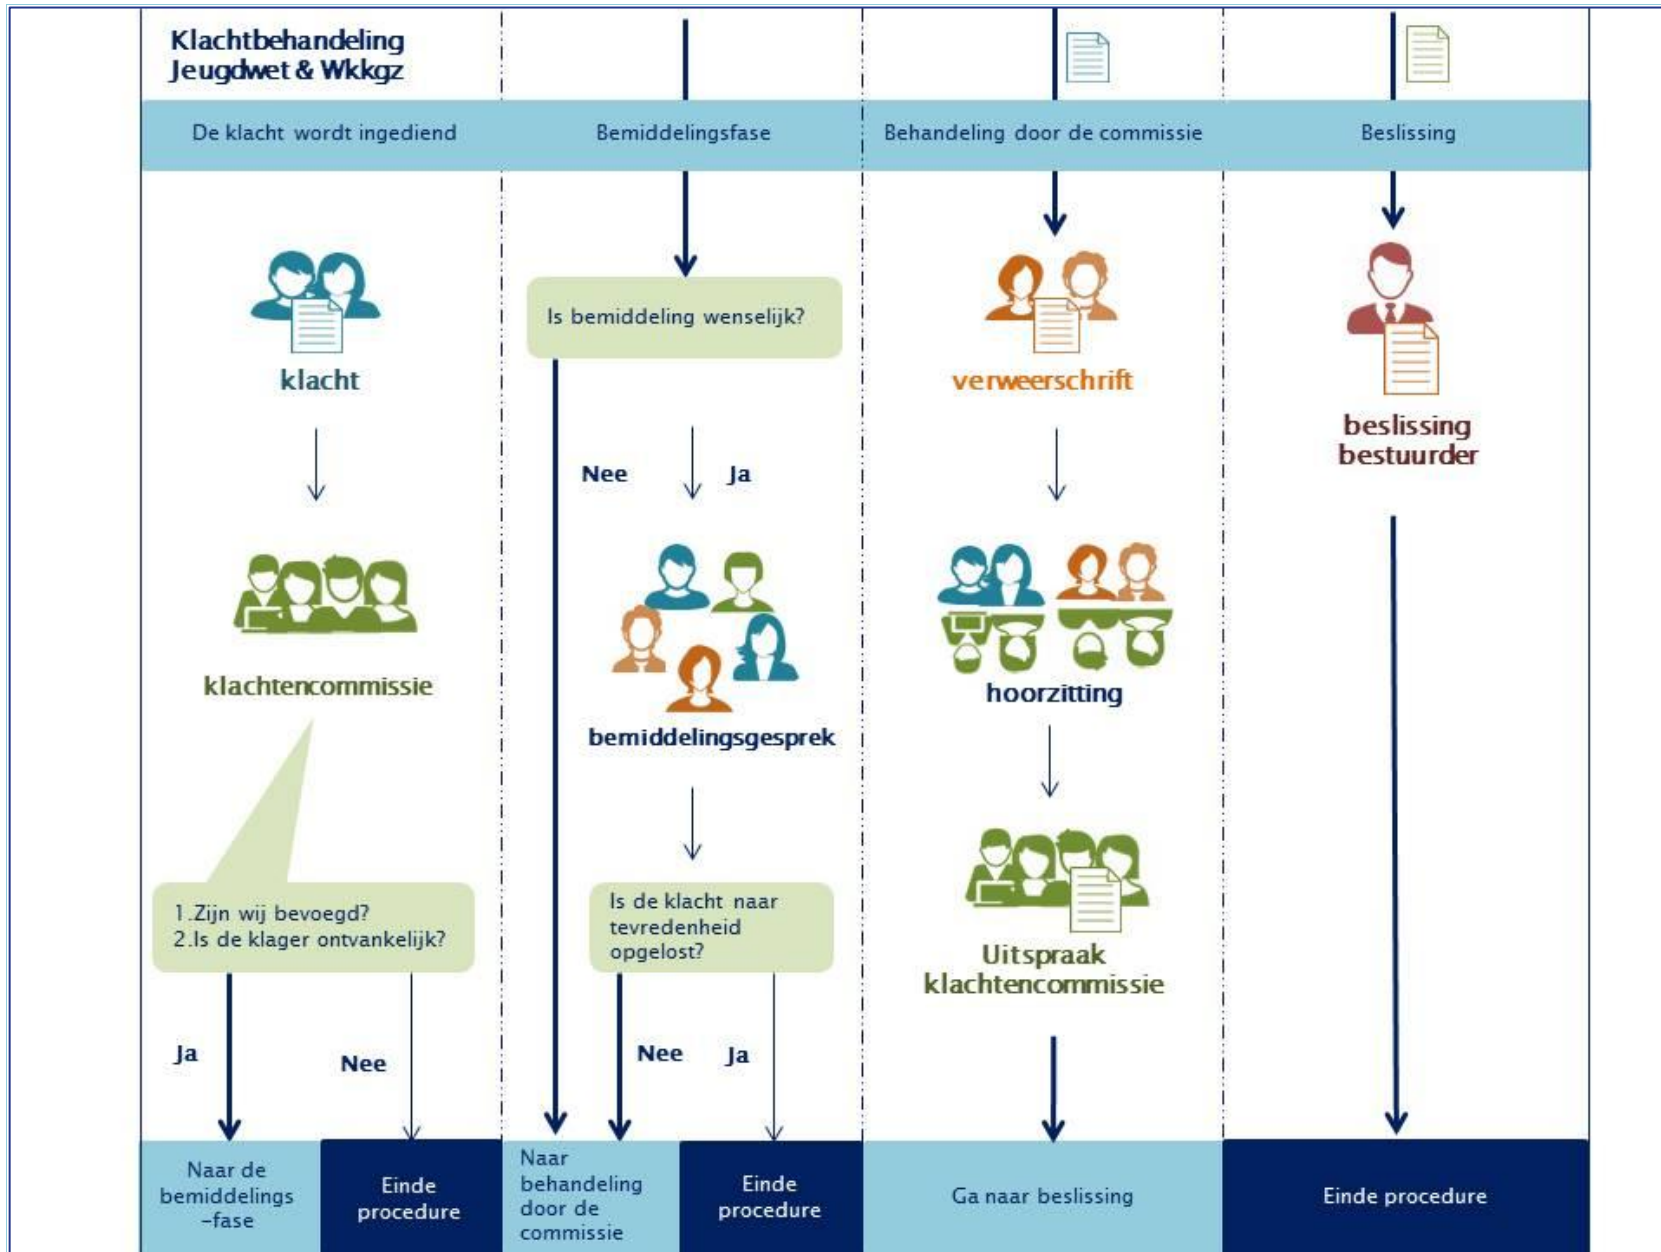 Klachtbehandeling
Jeugdwet & Wkkgz
De klacht wordt ingediend
Bemiddelingsfase
Behandeling door de commissie
Beslissing
klacht
klachtencommissie
1.Zijn wij bevoegd?
2.Is de klager ontvankelijk?
Ja
Nee
Naar de
bemiddelings
-fase
Einde
procedure
Is bemiddeling wenselijk?
Nee
Ja
bemiddelingsgesprek
Is de klacht naar
tevredenheid
opgelost?
Nee
Ja
Naar
behandeling
door de
commissie
Einde
procedure
verweerschrift
hoorzitting
Uitspraak
klachtencommissie
Ga naar beslissing
beslissing
bestuurder
Einde procedure